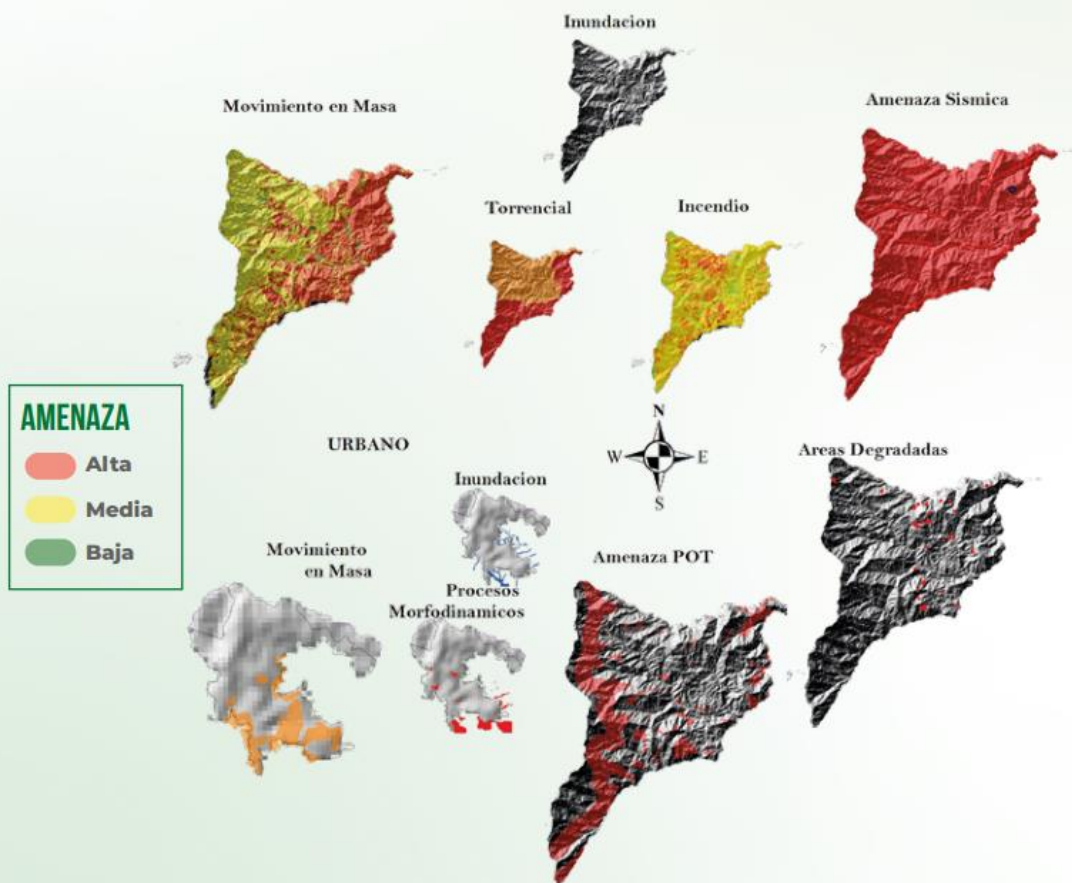 Inundacion
Movimiento en Masa
Amenaza Sismica
Torrencial
Incendio
AMENAZA
Alta
Media
Baja
URBANO
N
W
E
S
Areas Degradadas
Inundacion
Movimiento
en Masa
Procesos
Morfodinamicos
Amenaza POT